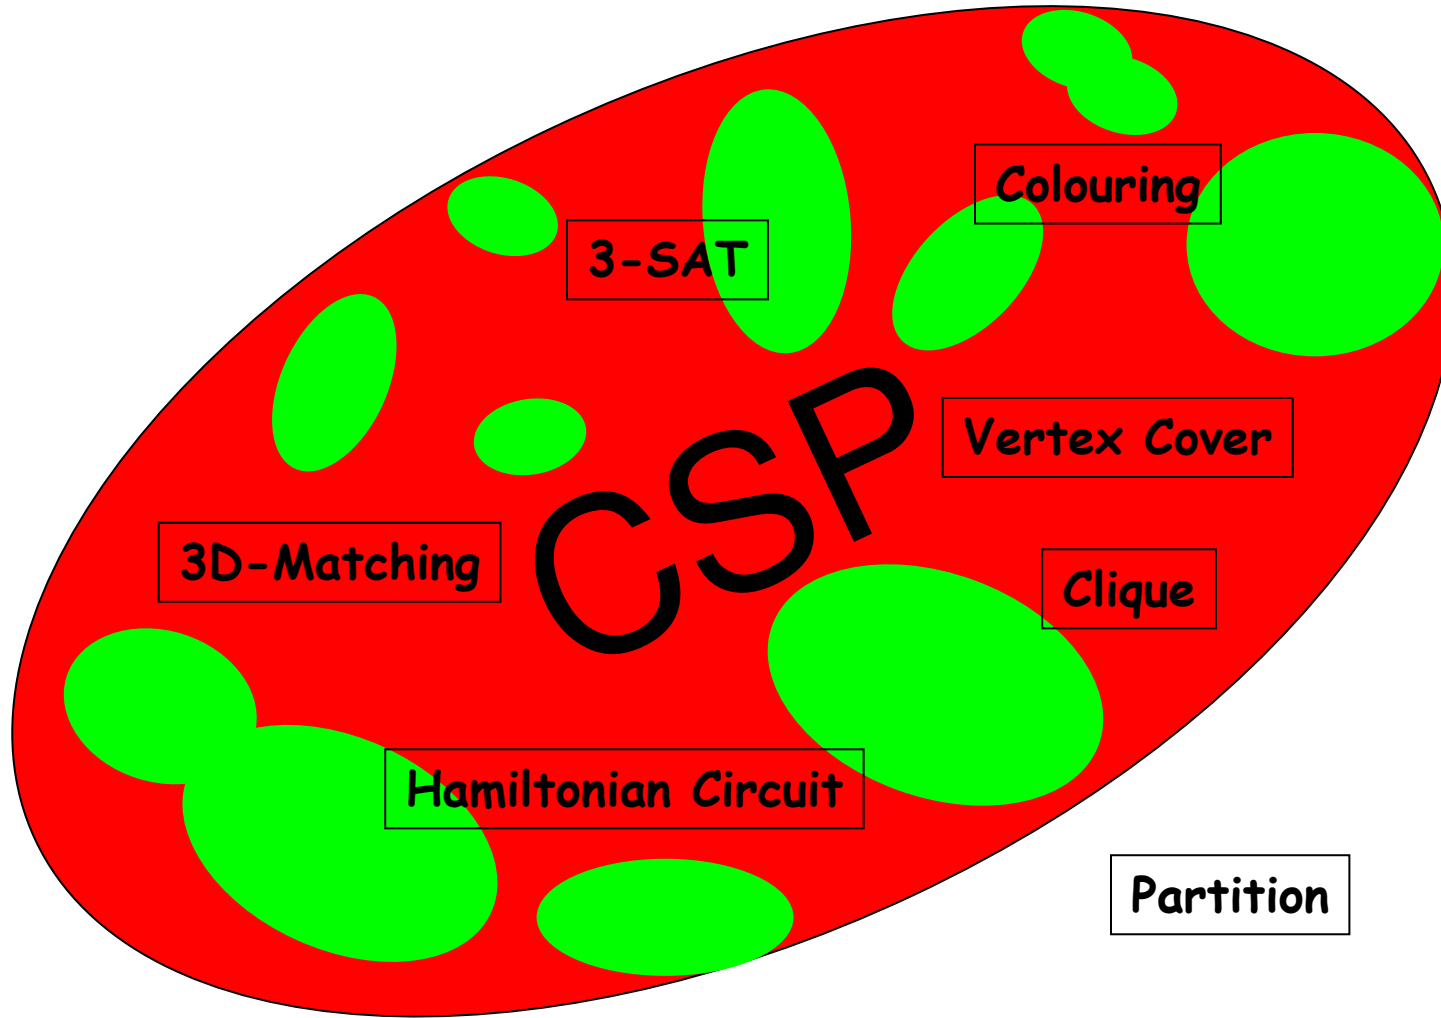 Colouring
3-SAT
CSP
Vertex Cover
3D-Matching
Clique
Hamiltonian Circuit
Partition